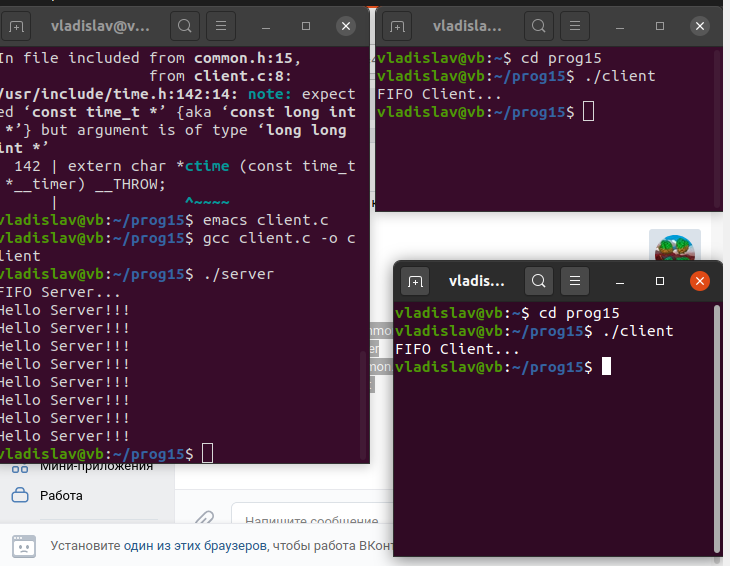 vladislav@v...
In file included from common.h:15,
from client.c:8:
/usr/include/time.h:142:14: note: expect
ed ‘const time_t *’ {aka ‘const long int
*’} but argument is of type ‘long long
int *’
142 | extern char *ctime (const time_t
*__timer) __THROW;
| ^~~~~
vladislav@vb:~/prog15$ emacs client.c
vladislav@vb:~/prog15$ gcc client.c -o c
lient
vladislav@vb:~/prog15$ ./server
FIFO Server...
Hello Server!!!
Hello Server!!!
Hello Server!!!
Hello Server!!!
Hello Server!!!
Hello Server!!!
Hello Server!!!
Hello Server!!!
vladislav@vb:~/prog15$
vladisla...
vladislav@vb:~$ cd prog15
vladislav@vb:~/prog15$ ./client
FIFO Client...
vladislav@vb:~/prog15$
vladis...
vladislav@vb:~$ cd prog15
vladislav@vb:~/prog15$ ./client
FIFO Client...
vladislav@vb:~/prog15$
Мини-приложения
Работа
Напишите сообщение
Установите один из этих браузеров, чтобы работа ВКонт